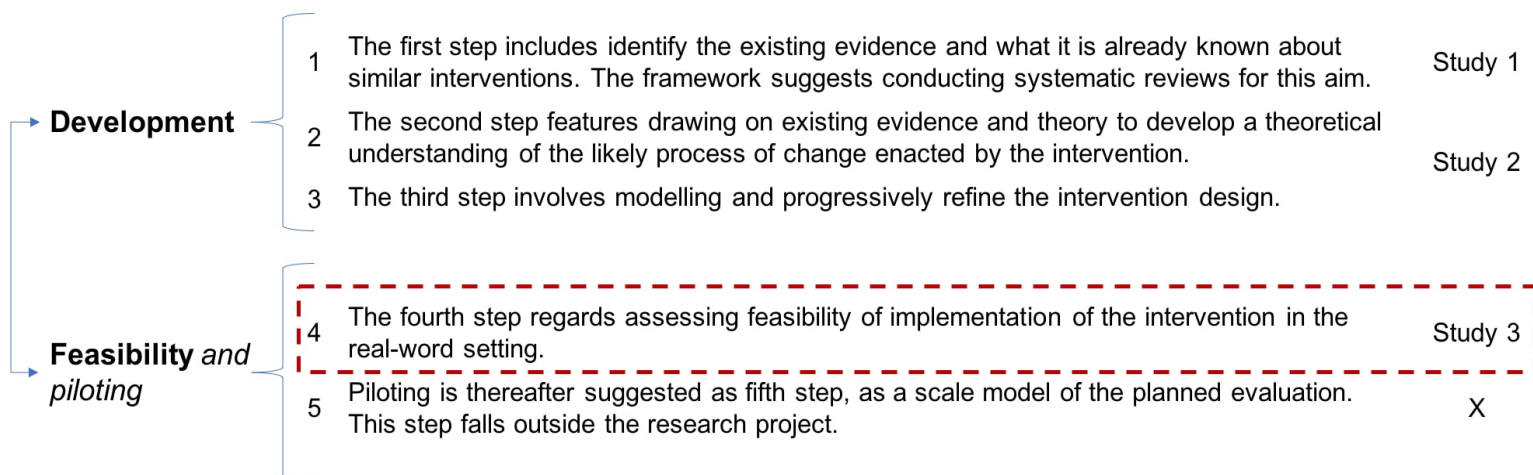 Development
1 The first step includes identify the existing evidence and what it is already known about
similar interventions. The framework suggests conducting systematic reviews for this aim.
Study 1
2 The second step features drawing on existing evidence and theory to develop a theoretical
understanding of the likely process of change enacted by the intervention.
Study 2
3 The third step involves modelling and progressively refine the intervention design.
Feasibility and
piloting
4 The fourth step regards assessing feasibility of implementation of the intervention in the
real-word setting.
Study 3
5 Piloting is thereafter suggested as fifth step, as a scale model of the planned evaluation.
This step falls outside the research project.
X